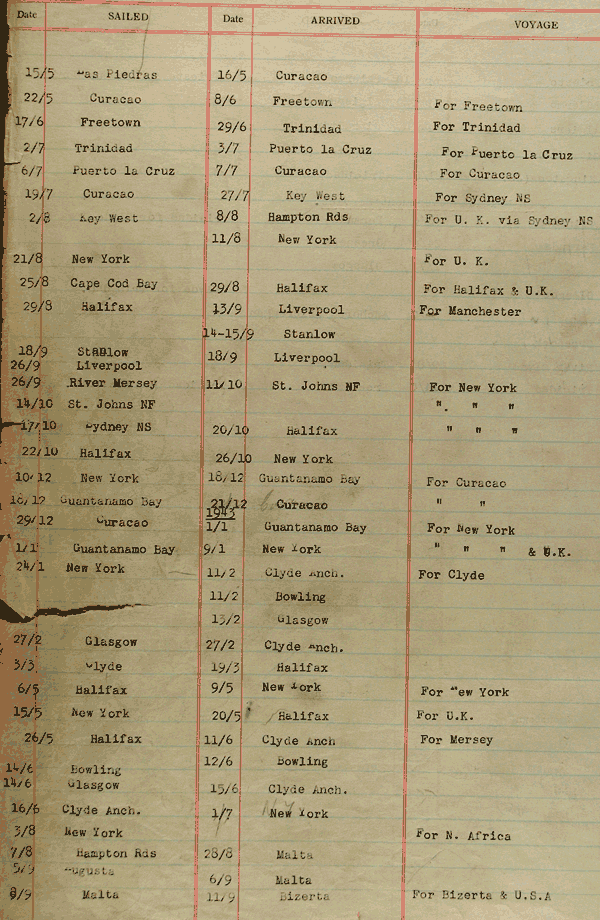 Date SAILED Date ARRIVED VOYAGE
15/5 Las Piedras 16/5 Curacao
22/5 Curacao 8/6 Freetown For Freetown
17/6 Freetown 29/6 Trinidad For Trinidad
2/7 Trinidad 3/7 Puerto la Cruz For Puerto la Cruz
6/7 Puerto la Cruz 7/7 Curacao For Curacao
19/7 Curacao 27/7 Key West For Sydney NS
2/8 Key West 8/8 Hampton Rds For U. K. via Sydney NS
11/8 New York
21/8 New York For U. K.
25/8 Cape Cod Bay 29/8 Halifax For Halifax & U.K.
29/8 Halifax 13/9 Liverpool For Manchester
14-15/9 Stanlow
18/9 Stanlow 18/9 Liverpool
26/9 Liverpool
26/9 River Mersey 11/10 St. Johns NF For New York
14/10 St. Johns NF " " "
17/10 Sydney NS 20/10 Halifax " " "
22/10 Halifax 26/10 New York
10/12 New York 18/12 Guantanamo Bay For Curacao
18/12 Guantanamo Bay 21/12 Curacao " "
1943
29/12 Curacao 1/1 Guantanamo Bay For New York
1/1 Guantanamo Bay 9/1 New York " " " & U.K.
24/1 New York 11/2 Clyde Anch. For Clyde
11/2 Bowling
13/2 Glasgow
27/2 Glasgow 27/2 Clyde Anch.
3/3 Clyde 19/3 Halifax
6/5 Halifax 9/5 New York For New York
15/5 New York 20/5 Halifax For U.K.
26/5 Halifax 11/6 Clyde Anch For Mersey
12/6 Bowling
14/6 Bowling
14/6 Glasgow 15/6 Clyde Anch.
16/6 Clyde Anch. 1/7 New York
3/8 New York For N. Africa
7/8 Hampton Rds 28/8 Malta
5/9 Augusta 6/9 Malta
8/9 Malta 11/9 Bizerta For Bizerta & U.S.A